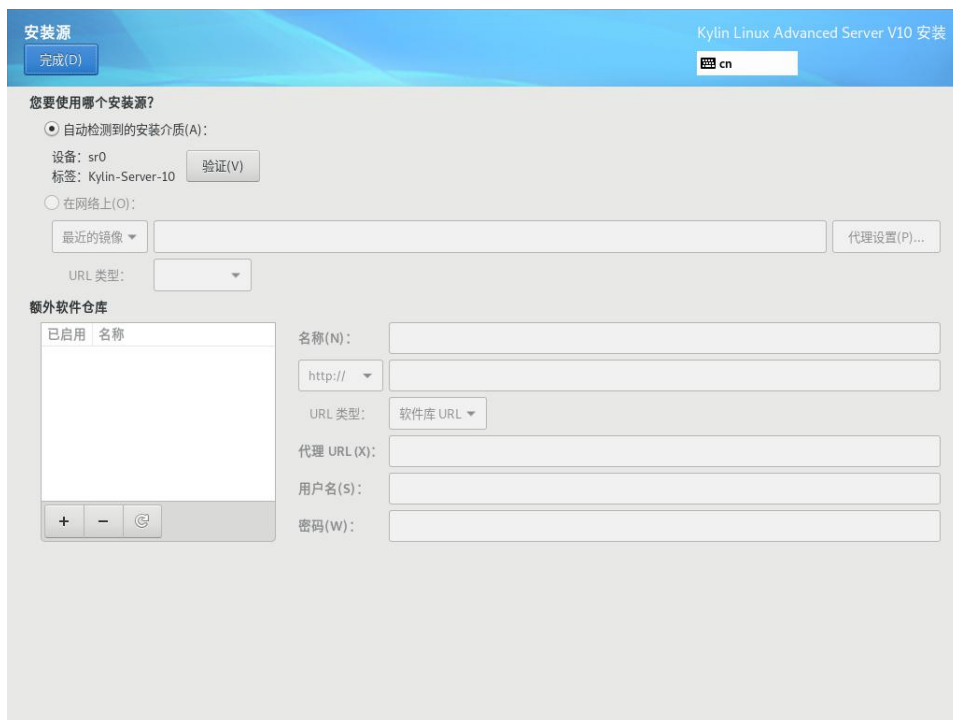 安装源
Kylin Linux Advanced Server V10 安装
完成(D)
cn
您要使用哪个安装源?
自动检测到的安装介质(A)：
设备：sr0
标签：Kylin-Server-10
验证(V)
在网络上(O)：
最近的镜像
代理设置(P)...
URL 类型：
额外软件仓库
已启用 名称
名称(N)：
http://
URL 类型： 软件库 URL
代理 URL(X)：
用户名(S)：
密码(W)：